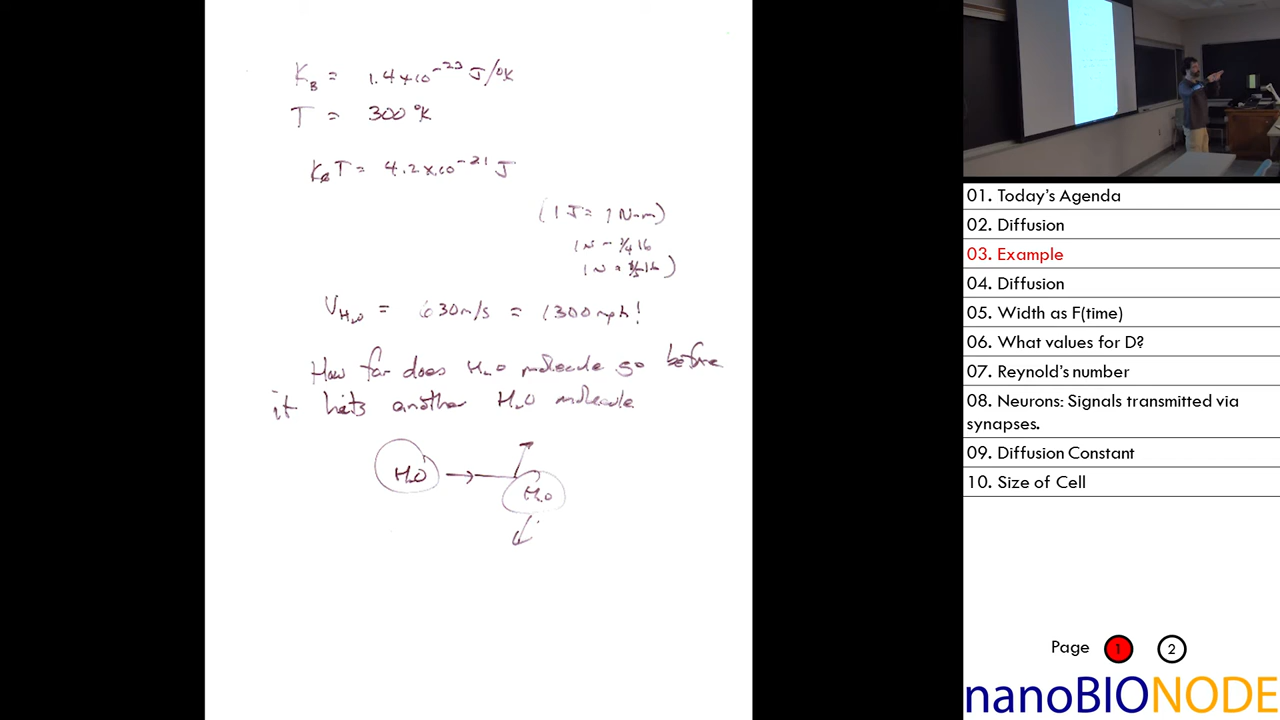 K_B = 1.4×10^-23 J/°K
T = 300 °K
K_BT = 4.2×10^-21 J
(1 J = 1 N-m)
1 N ~ 1/4 lb
1 N =
V_H2O = 630 m/s = 1300 mph!
How far does H2O molecule go before
it hits another H2O molecule
H2O
H2O
01. Today's Agenda
02. Diffusion
03. Example
04. Diffusion
05. Width as F(time)
06. What values for D?
07. Reynold's number
08. Neurons: Signals transmitted via
synapses.
09. Diffusion Constant
10. Size of Cell
Page 1 2
nanoBIONODE